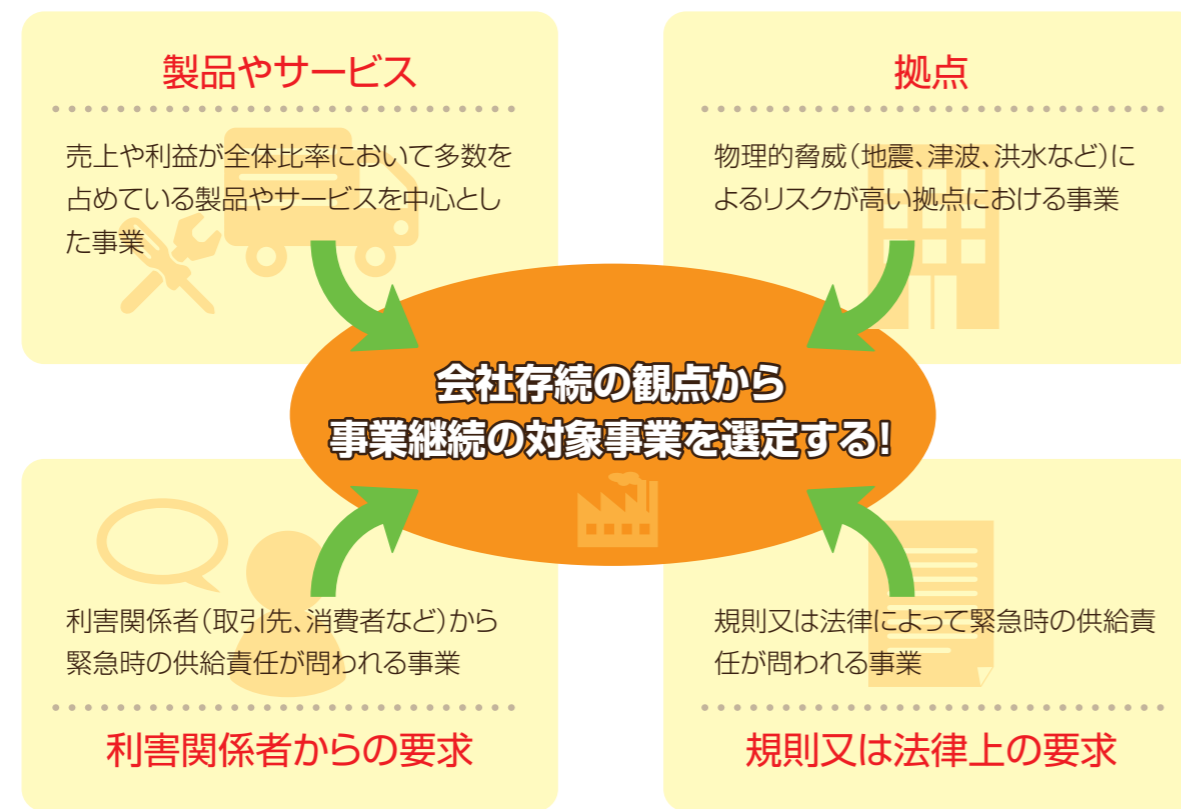 製品やサービス
売上や利益が全体比率において多数を
占めている製品やサービスを中心とし
た事業
拠点
物理的脅威(地震、津波、洪水など)に
よるリスクが高い拠点における事業
会社存続の観点から
事業継続の対象事業を選定する!
利害関係者(取引先、消費者など)から
緊急時の供給責任が問われる事業
利害関係者からの要求
規則又は法律によって緊急時の供給責
任が問われる事業
規則又は法律上の要求